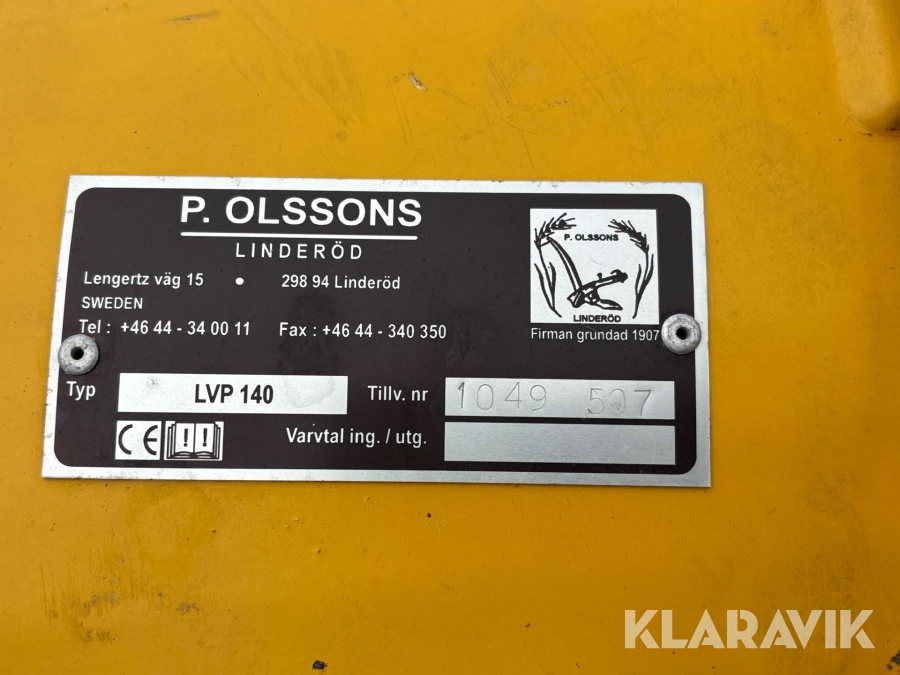 P. OLSSONS
LINDERÖD
Lengertz väg 15 • 298 94 Linderöd
SWEDEN
Tel : +46 44 - 34 00 11 Fax : +46 44 - 340 350
P. OLSSONS
LINDERÖD
Firman grundad 1907
Typ LVP 140 Tillv. nr 1049 507
CE Varvtal ing. / utg.
KLARAVIK